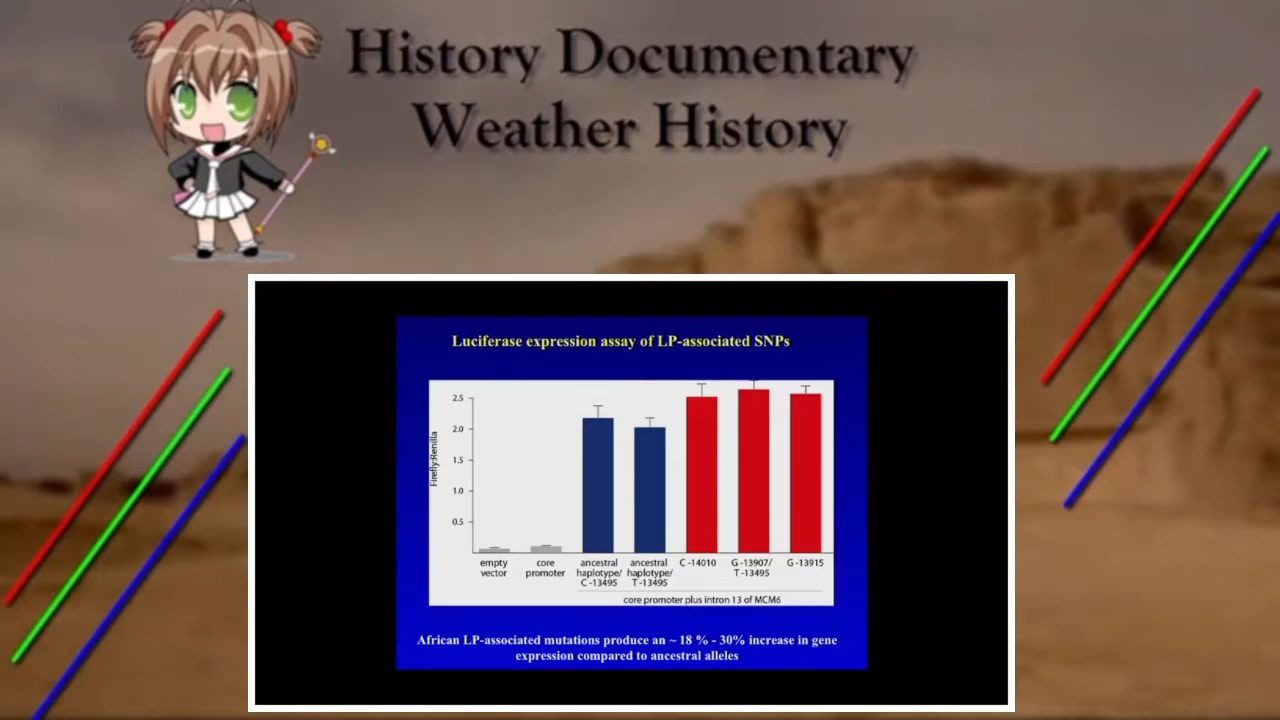 History Documentary
Weather History
Luciferase expression assay of LP-associated SNPs
Firefly:Renilla
2.5
2.0
1.5
1.0
0.5
empty
vector
core
promoter
ancestral
haplotype/
C -13495
ancestral
haplotype/
T -13495
C -14010
G -13907/
T -13495
G -13915
core promoter plus intron 13 of MCM6
African LP-associated mutations produce an ~ 18 % - 30% increase in gene
expression compared to ancestral alleles